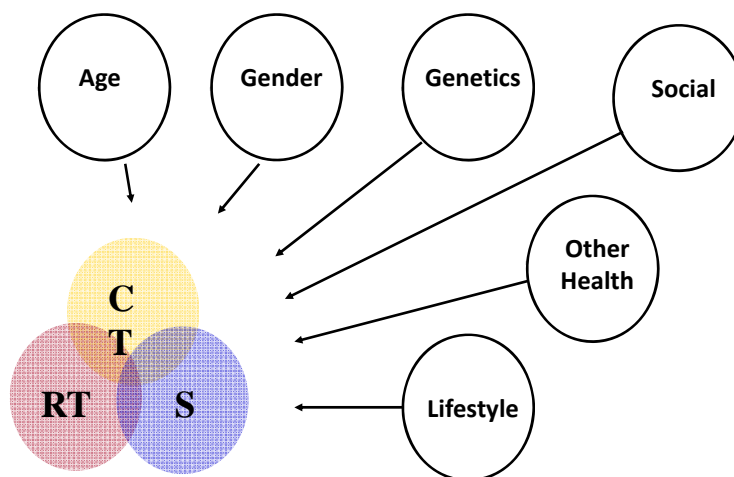 Age
Gender
Genetics
Social
Other
Health
C
T
RT
S
Lifestyle